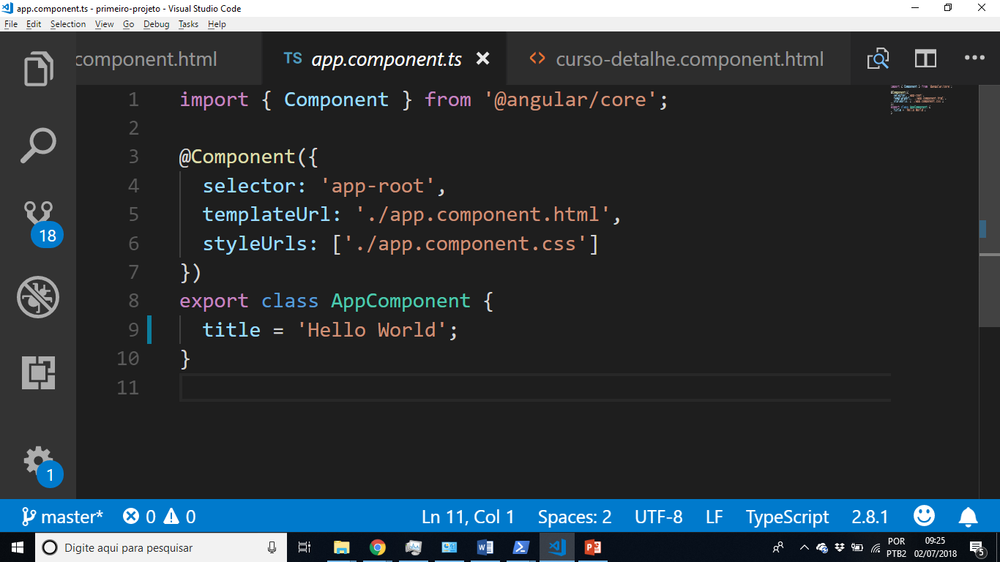 app.component.ts - primeiro-projeto - Visual Studio Code
File Edit Selection View Go Debug Tasks Help
component.html
TS app.component.ts
<> curso-detalhe.component.html
1 import { Component } from '@angular/core';
2
3 @Component({
4   selector: 'app-root',
5   templateUrl: './app.component.html',
6   styleUrls: ['./app.component.css']
7 })
8 export class AppComponent {
9   title = 'Hello World';
10 }
11
18
1
master* 0 0 Ln 11, Col 1 Spaces: 2 UTF-8 LF TypeScript 2.8.1
Digite aqui para pesquisar
POR
PTB2
09:25
02/07/2018
5